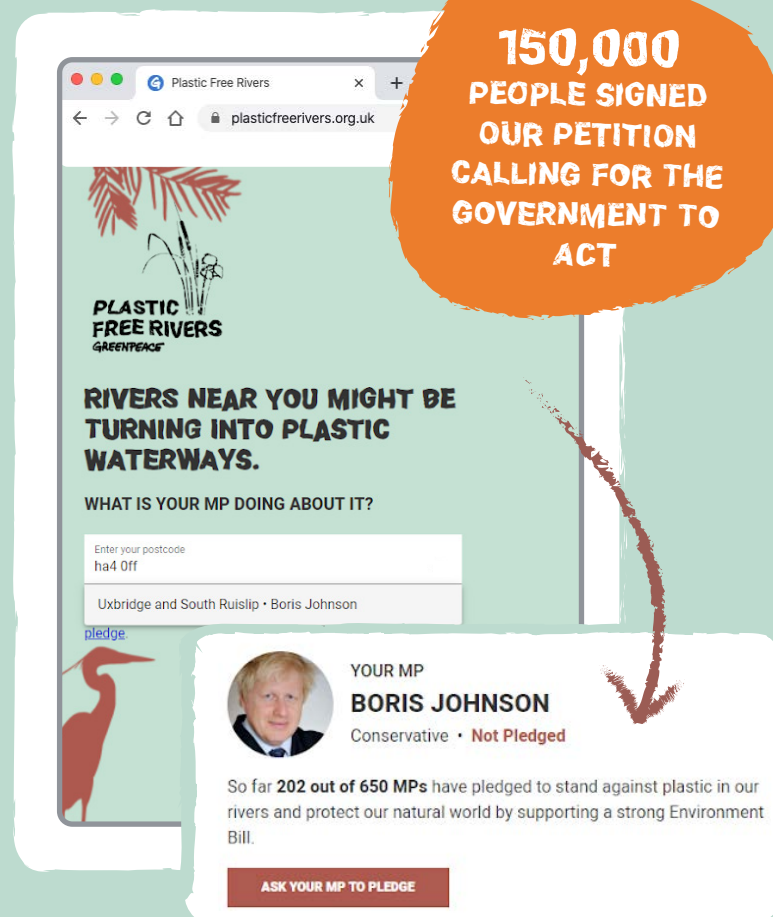 150,000
PEOPLE SIGNED
OUR PETITION
CALLING FOR THE
GOVERNMENT TO
ACT
Plastic Free Rivers
plasticfreerivers.org.uk
PLASTIC
FREE RIVERS
GREENPEACE
RIVERS NEAR YOU MIGHT BE
TURNING INTO PLASTIC
WATERWAYS.
WHAT IS YOUR MP DOING ABOUT IT?
Enter your postcode
ha4 0ff
Uxbridge and South Ruislip • Boris Johnson
pledge.
YOUR MP
BORIS JOHNSON
Conservative • Not Pledged
So far 202 out of 650 MPs have pledged to stand against plastic in our
rivers and protect our natural world by supporting a strong Environment
Bill.
ASK YOUR MP TO PLEDGE